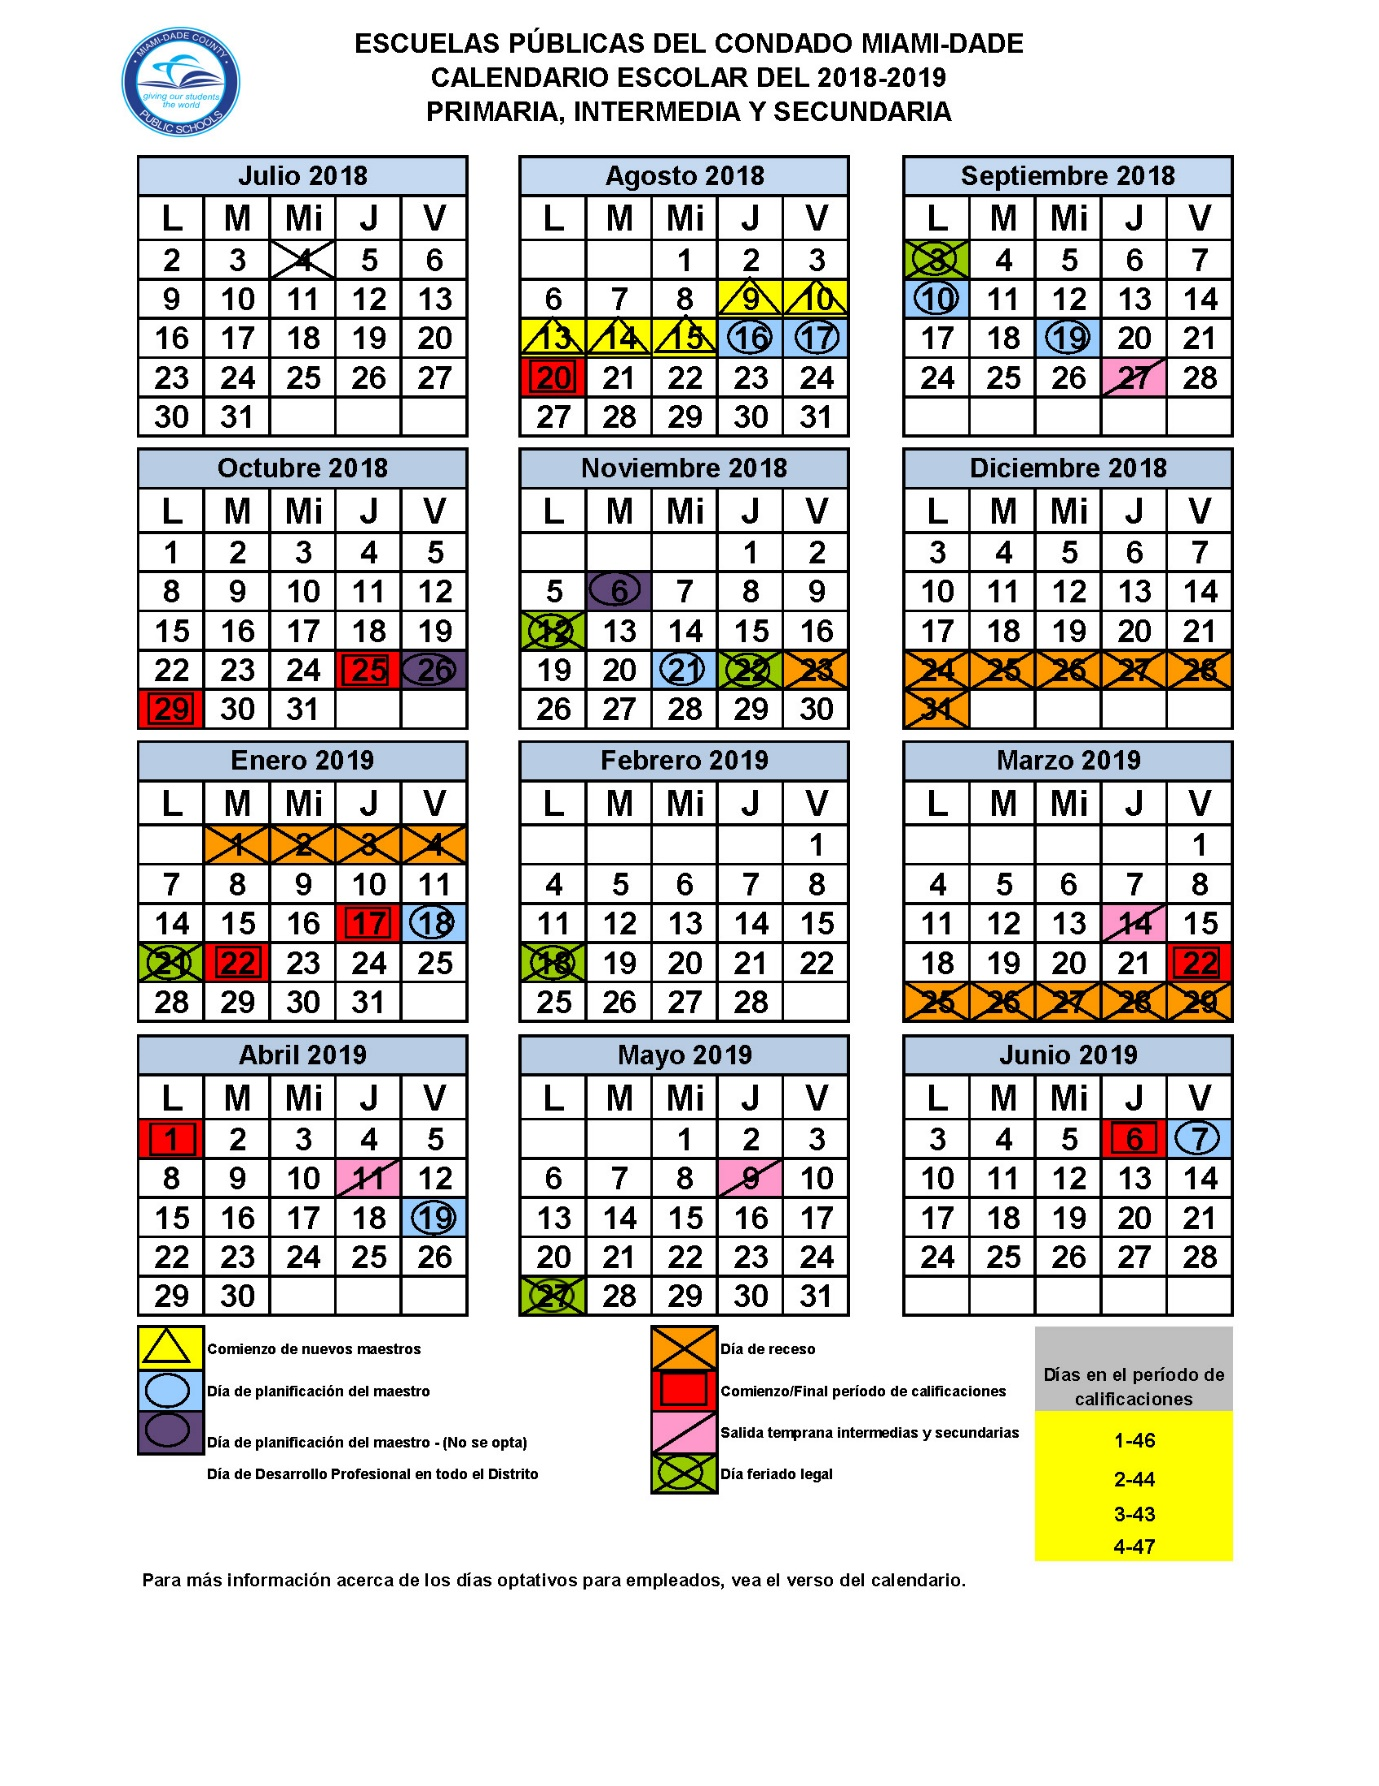 MIAMI-DADE COUNTY
giving our students
the world
PUBLIC SCHOOLS
ESCUELAS PÚBLICAS DEL CONDADO MIAMI-DADE
CALENDARIO ESCOLAR DEL 2018-2019
PRIMARIA, INTERMEDIA Y SECUNDARIA
Julio 2018
L M Mi J V
2 3 4 5 6
9 10 11 12 13
16 17 18 19 20
23 24 25 26 27
30 31
Agosto 2018
L M Mi J V
1 2 3
6 7 8 9 10
13 14 15 16 17
20 21 22 23 24
27 28 29 30 31
Septiembre 2018
L M Mi J V
3 4 5 6 7
10 11 12 13 14
17 18 19 20 21
24 25 26 27 28
Octubre 2018
L M Mi J V
1 2 3 4 5
8 9 10 11 12
15 16 17 18 19
22 23 24 25 26
29 30 31
Noviembre 2018
L M Mi J V
1 2
5 6 7 8 9
12 13 14 15 16
19 20 21 22 23
26 27 28 29 30
Diciembre 2018
L M Mi J V
3 4 5 6 7
10 11 12 13 14
17 18 19 20 21
24 25 26 27 28
31
Enero 2019
L M Mi J V
1 2 3 4
7 8 9 10 11
14 15 16 17 18
21 22 23 24 25
28 29 30 31
Febrero 2019
L M Mi J V
1
4 5 6 7 8
11 12 13 14 15
18 19 20 21 22
25 26 27 28
Marzo 2019
L M Mi J V
1
4 5 6 7 8
11 12 13 14 15
18 19 20 21 22
25 26 27 28 29
Abril 2019
L M Mi J V
1 2 3 4 5
8 9 10 11 12
15 16 17 18 19
22 23 24 25 26
29 30
Mayo 2019
L M Mi J V
1 2 3
6 7 8 9 10
13 14 15 16 17
20 21 22 23 24
27 28 29 30 31
Junio 2019
L M Mi J V
3 4 5 6 7
10 11 12 13 14
17 18 19 20 21
24 25 26 27 28
Comienzo de nuevos maestros
Día de planificación del maestro
Día de planificación del maestro - (No se opta)
Día de Desarrollo Profesional en todo el Distrito
Día de receso
Comienzo/Final período de calificaciones
Salida temprana intermedias y secundarias
Día feriado legal
Días en el período de
calificaciones
1-46
2-44
3-43
4-47
Para más información acerca de los días optativos para empleados, vea el verso del calendario.